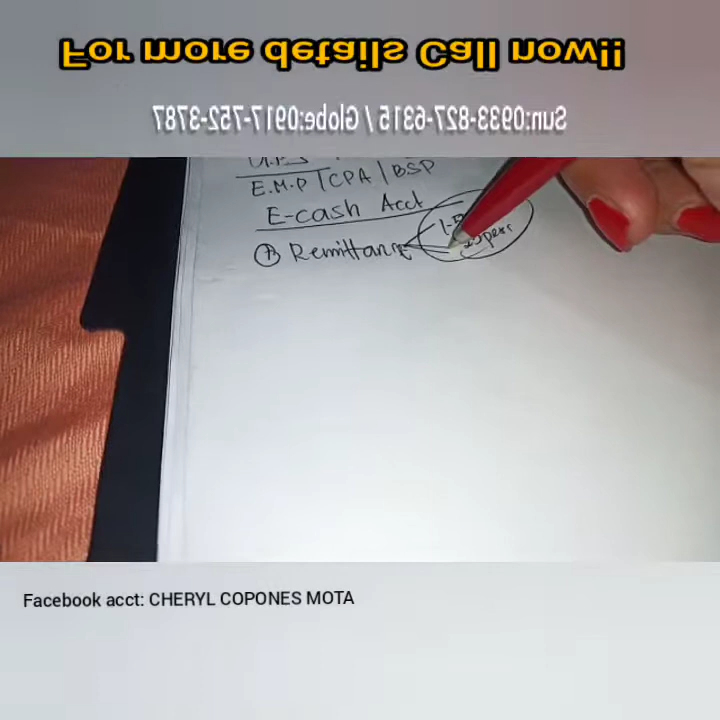 For more details Call now!!
Sun:0933-827-6315 / Globe:0917-752-3787
E.M.P | CPA | BSP
E-cash Acct
Remittance
Facebook acct: CHERYL COPONES MOTA